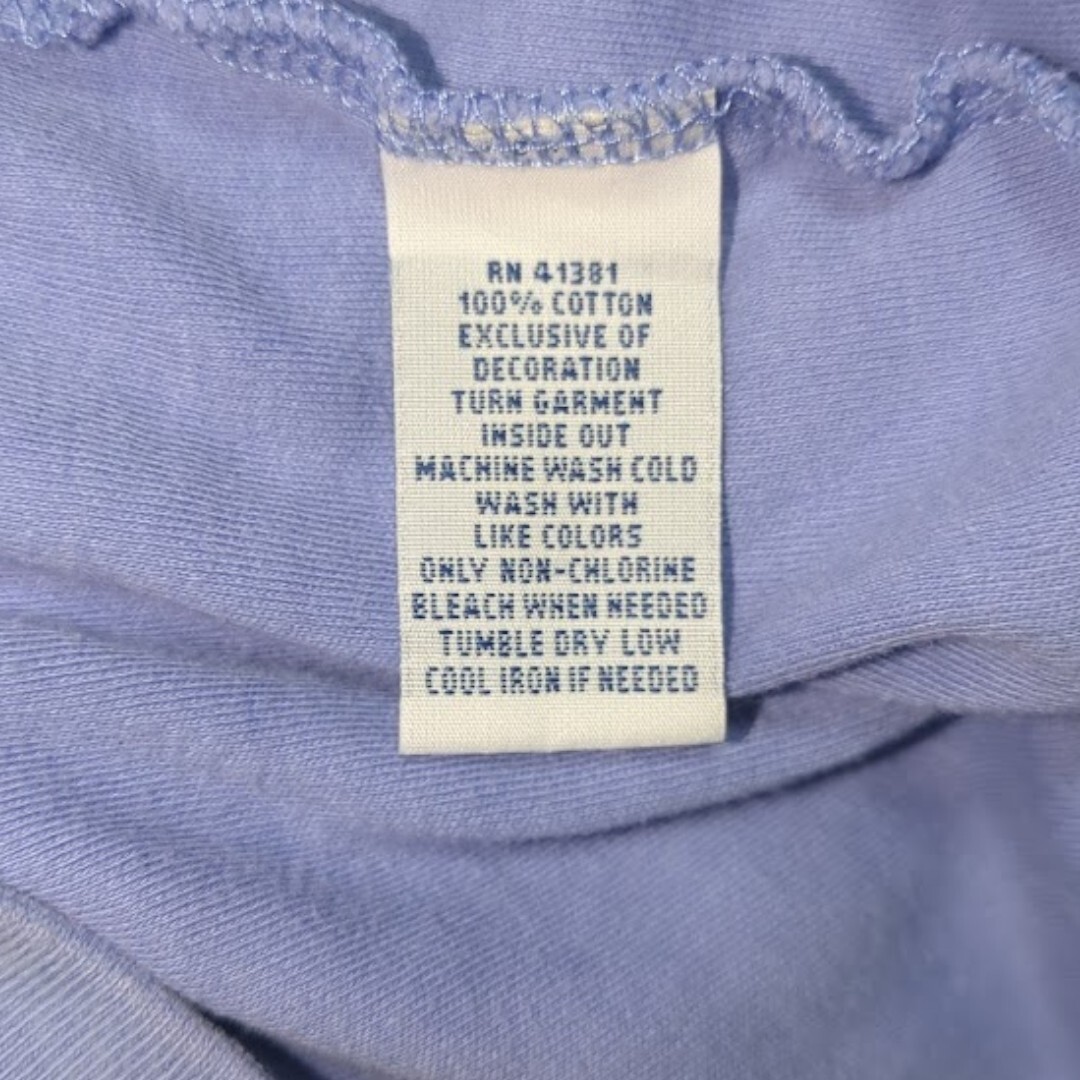 RN 41381
100% COTTON
EXCLUSIVE OF
DECORATION
TURN GARMENT
INSIDE OUT
MACHINE WASH COLD
WASH WITH
LIKE COLORS
ONLY NON-CHLORINE
BLEACH WHEN NEEDED
TUMBLE DRY LOW
COOL IRON IF NEEDED